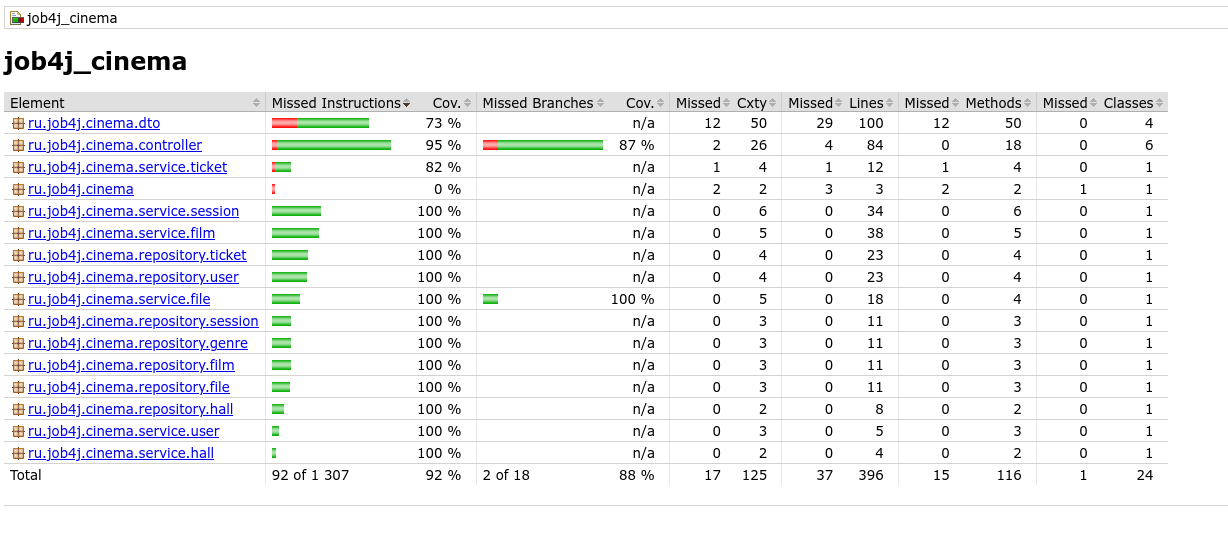 job4j_cinema
job4j_cinema
Element Missed Instructions Cov. Missed Branches Cov. Missed Cxty Missed Lines Missed Methods Missed Classes
ru.job4j.cinema.dto 73 % n/a 12 50 29 100 12 50 0 4
ru.job4j.cinema.controller 95 % 87 % 2 26 4 84 0 18 0 6
ru.job4j.cinema.service.ticket 82 % n/a 1 4 1 12 1 4 0 1
ru.job4j.cinema 0 % n/a 2 2 3 3 2 2 1 1
ru.job4j.cinema.service.session 100 % n/a 0 6 0 34 0 6 0 1
ru.job4j.cinema.service.film 100 % n/a 0 5 0 38 0 5 0 1
ru.job4j.cinema.repository.ticket 100 % n/a 0 4 0 23 0 4 0 1
ru.job4j.cinema.repository.user 100 % n/a 0 4 0 23 0 4 0 1
ru.job4j.cinema.service.file 100 % 100 % 0 5 0 18 0 4 0 1
ru.job4j.cinema.repository.session 100 % n/a 0 3 0 11 0 3 0 1
ru.job4j.cinema.repository.genre 100 % n/a 0 3 0 11 0 3 0 1
ru.job4j.cinema.repository.film 100 % n/a 0 3 0 11 0 3 0 1
ru.job4j.cinema.repository.file 100 % n/a 0 3 0 11 0 3 0 1
ru.job4j.cinema.repository.hall 100 % n/a 0 2 0 8 0 2 0 1
ru.job4j.cinema.service.user 100 % n/a 0 3 0 5 0 3 0 1
ru.job4j.cinema.service.hall 100 % n/a 0 2 0 4 0 2 0 1
Total 92 of 1 307 92 % 2 of 18 88 % 17 125 37 396 15 116 1 24